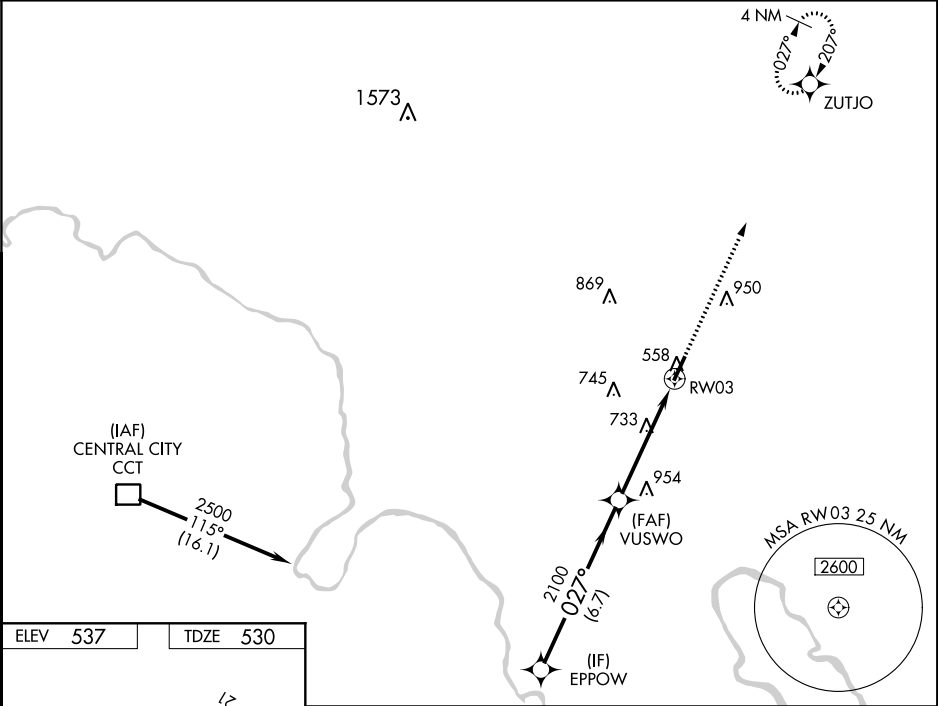 4 NM
027°
207°
ZUTJO
1573
869
950
558
RW03
745
733
(IAF)
CENTRAL CITY
CCT
954
2500
115°
(16.1)
(FAF)
VUSWO
MSA RW03 25 NM
2600
2100
027°
(6.7)
(IF)
EPPOW
ELEV 537
TDZE 530
21